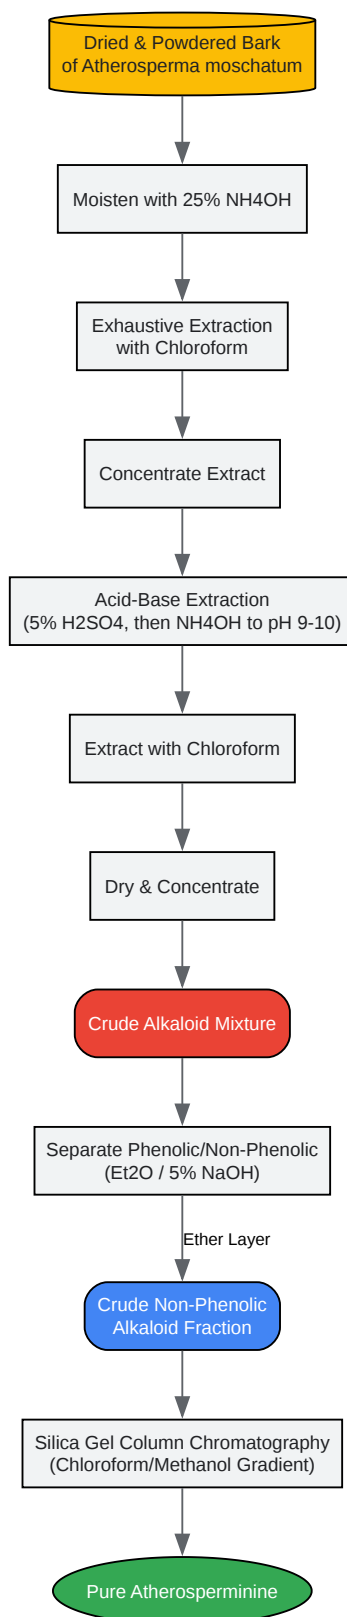 Dried & Powdered Bark
of Atherosperma moschatum
Moisten with 25% NH4OH
Exhaustive Extraction
with Chloroform
Concentrate Extract
Acid-Base Extraction
(5% H2SO4, then NH4OH to pH 9-10)
Extract with Chloroform
Dry & Concentrate
Crude Alkaloid Mixture
Separate Phenolic/Non-Phenolic
(Et2O / 5% NaOH)
Ether Layer
Crude Non-Phenolic
Alkaloid Fraction
Silica Gel Column Chromatography
(Chloroform/Methanol Gradient)
Pure Atherosperminine